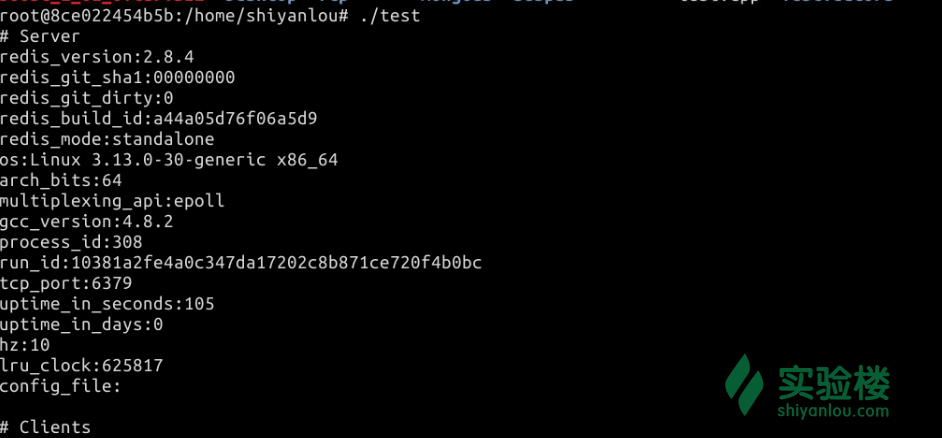 root@8ce022454b5b:/home/shiyanlou# ./test
# Server
redis_version:2.8.4
redis_git_sha1:00000000
redis_git_dirty:0
redis_build_id:a44a05d76f06a5d9
redis_mode:standalone
os:Linux 3.13.0-30-generic x86_64
arch_bits:64
multiplexing_api:epoll
gcc_version:4.8.2
process_id:308
run_id:10381a2fe4a0c347da17202c8b871ce720f4b0bc
tcp_port:6379
uptime_in_seconds:105
uptime_in_days:0
hz:10
lru_clock:625817
config_file:
# Clients
实验楼
shiyanlou.com